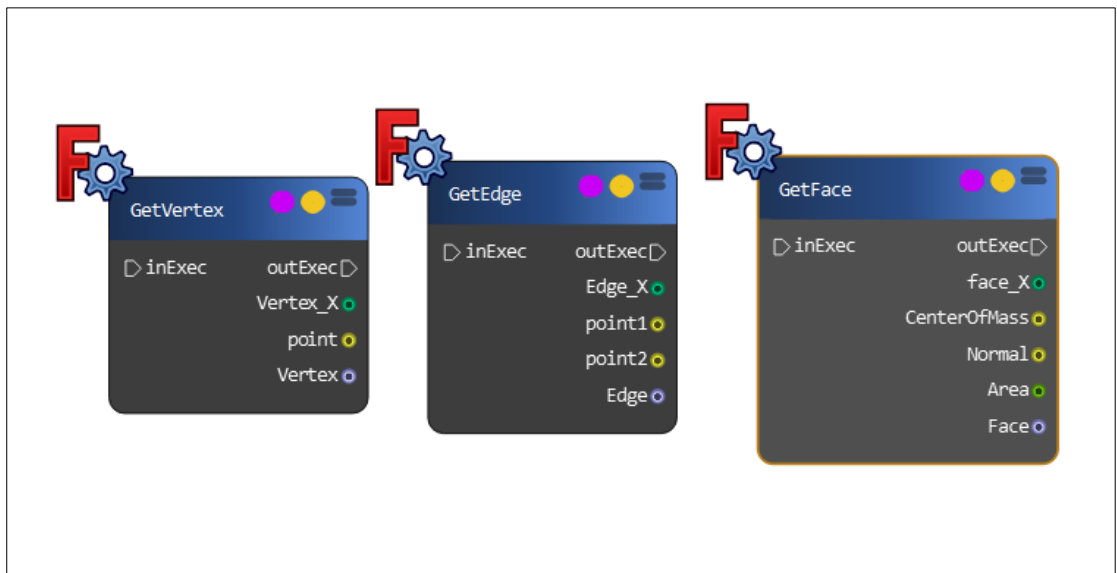 GetVertex
inExec outExec
Vertex_X
point
Vertex
GetEdge
inExec outExec
Edge_X
point1
point2
Edge
GetFace
inExec outExec
face_X
CenterOfMass
Normal
Area
Face